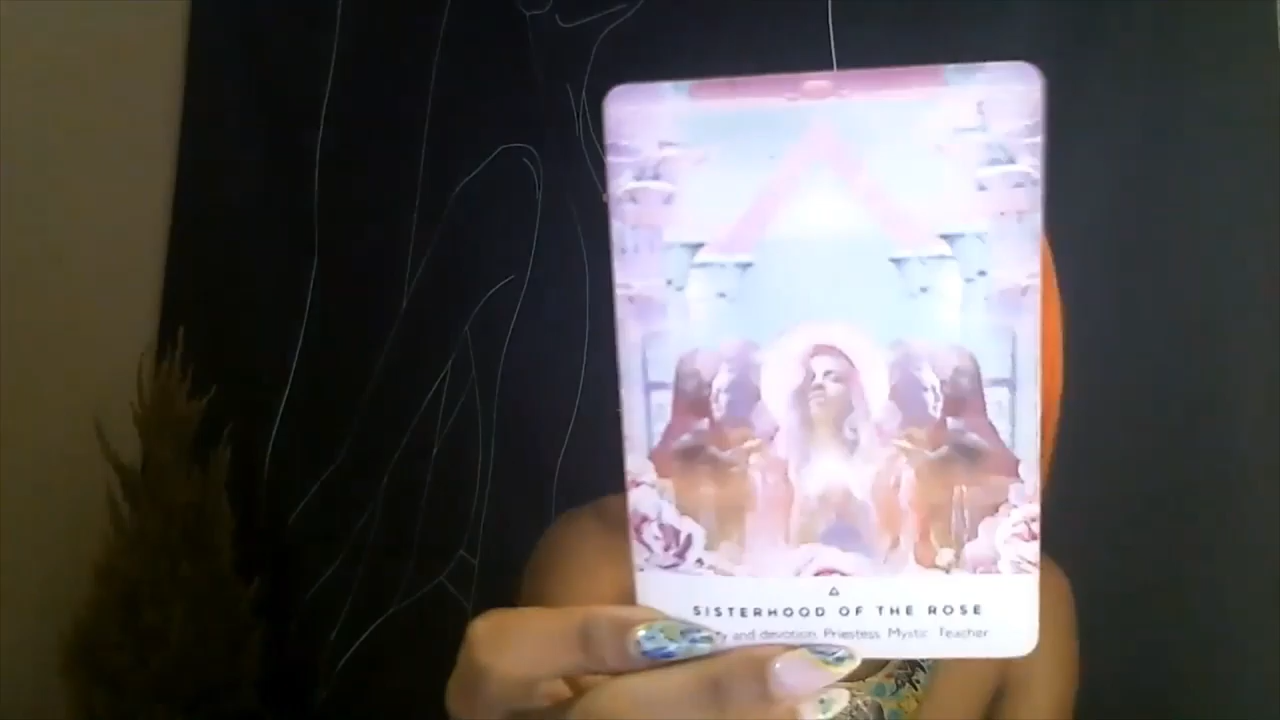 SISTERHOOD OF THE ROSE
and devotion. Priestess. Mystic. Teacher